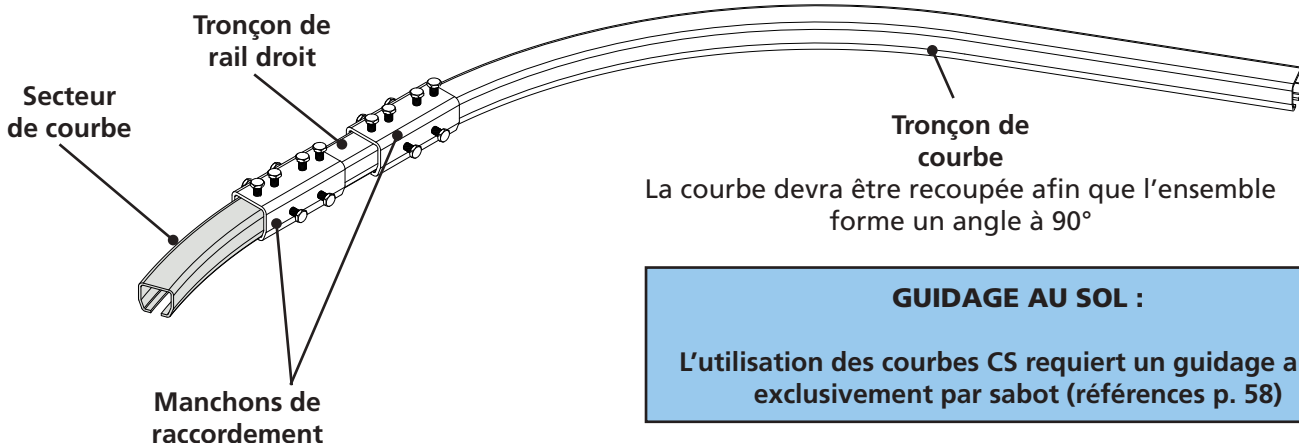 Tronçon de
rail droit
Secteur
de courbe
Tronçon de
courbe
La courbe devra être recoupée afin que l'ensemble
forme un angle à 90°
GUIDAGE AU SOL :
L'utilisation des courbes CS requiert un guidage
exclusivement par sabot (références p. 58)
Manchons de
raccordement